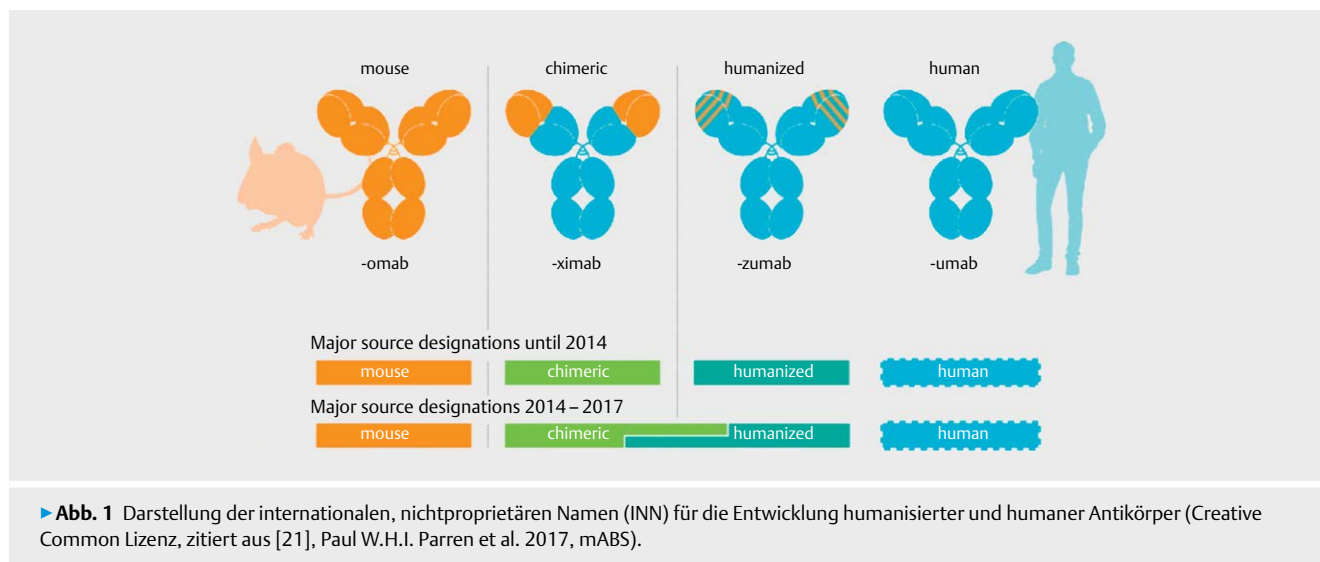 mouse chimeric humanized human
-omab -ximab -zumab -umab
Major source designations until 2014
mouse chimeric humanized human
Major source designations 2014 – 2017
mouse chimeric humanized human
▶ Abb. 1 Darstellung der internationalen, nichtproprietären Namen (INN) für die Entwicklung humanisierter und humaner Antikörper (Creative
Common Lizenz, zitiert aus [21], Paul W.H.I. Parren et al. 2017, mABS).